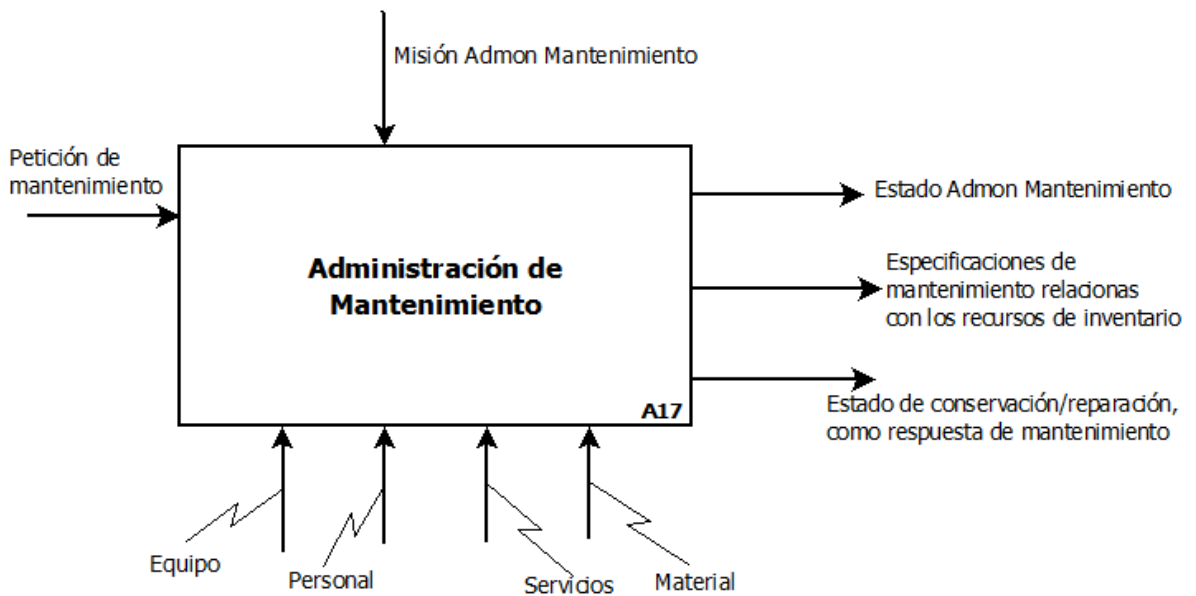 Misión Admon Mantenimiento
Petición de
mantenimiento
Estado Admon Mantenimiento
Administración de
Mantenimiento
Especificaciones de
mantenimiento relacionas
con los recursos de inventario
Estado de conservación/reparación,
como respuesta de mantenimiento
A17
Equipo
Personal
Servicios
Material